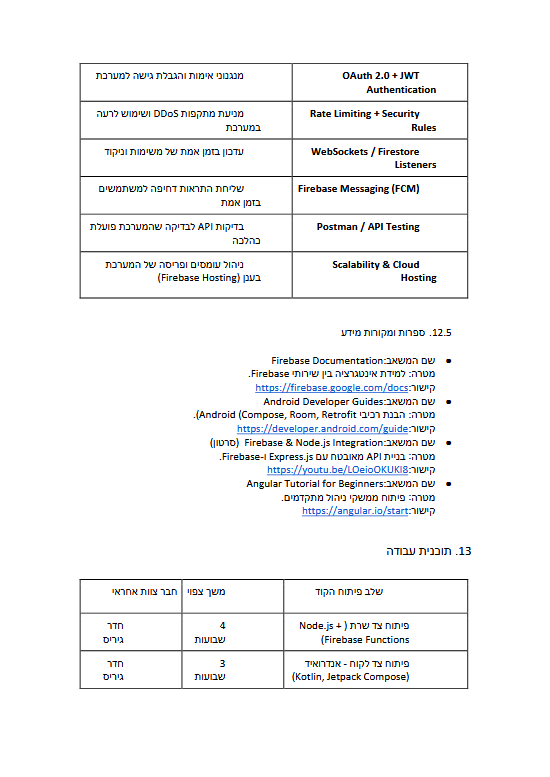 OAuth 2.0 + JWT
Authentication
מנגנוני אימות והגבלת גישה למערכת
Rate Limiting + Security
Rules
מניעת מתקפות DDoS ושימוש לרעה
במערכת
WebSockets / Firestore
Listeners
עדכון בזמן אמת של משימות וניקוד
Firebase Messaging (FCM)
שליחת התראות דחיפה למשתמשים
בזמן אמת
Postman / API Testing
בדיקות API לבדיקה שהמערכת פועלת
כהלכה
Scalability & Cloud
Hosting
ניהול עומסים ופריסה של המערכת
בענן (Firebase Hosting)
12.5. ספרות ומקורות מידע
● שם המשאב:Firebase Documentation
מטרה: למידת אינטגרציה בין שירותי Firebase.
קישור:https://firebase.google.com/docs
● שם המשאב:Android Developer Guides
מטרה: הבנת רכיבי Android (Compose, Room, Retrofit).
קישור:https://developer.android.com/guide
● שם המשאב:Firebase & Node.js Integration (סרטון)
מטרה: בניית API מאובטח עם Express.js ו-Firebase.
קישור:https://youtu.be/LOeioOKUKI8
● שם המשאב:Angular Tutorial for Beginners
מטרה: פיתוח ממשקי ניהול מתקדמים.
קישור:https://angular.io/start
13. תוכנית עבודה
שלב פיתוח הקוד
משך צפוי
חבר צוות אחראי
פיתוח צד שרת ( Node.js +
Firebase Functions)
4
שבועות
חדר
גיריס
פיתוח צד לקוח - אנדרואיד
(Kotlin, Jetpack Compose)
3
שבועות
חדר
גיריס